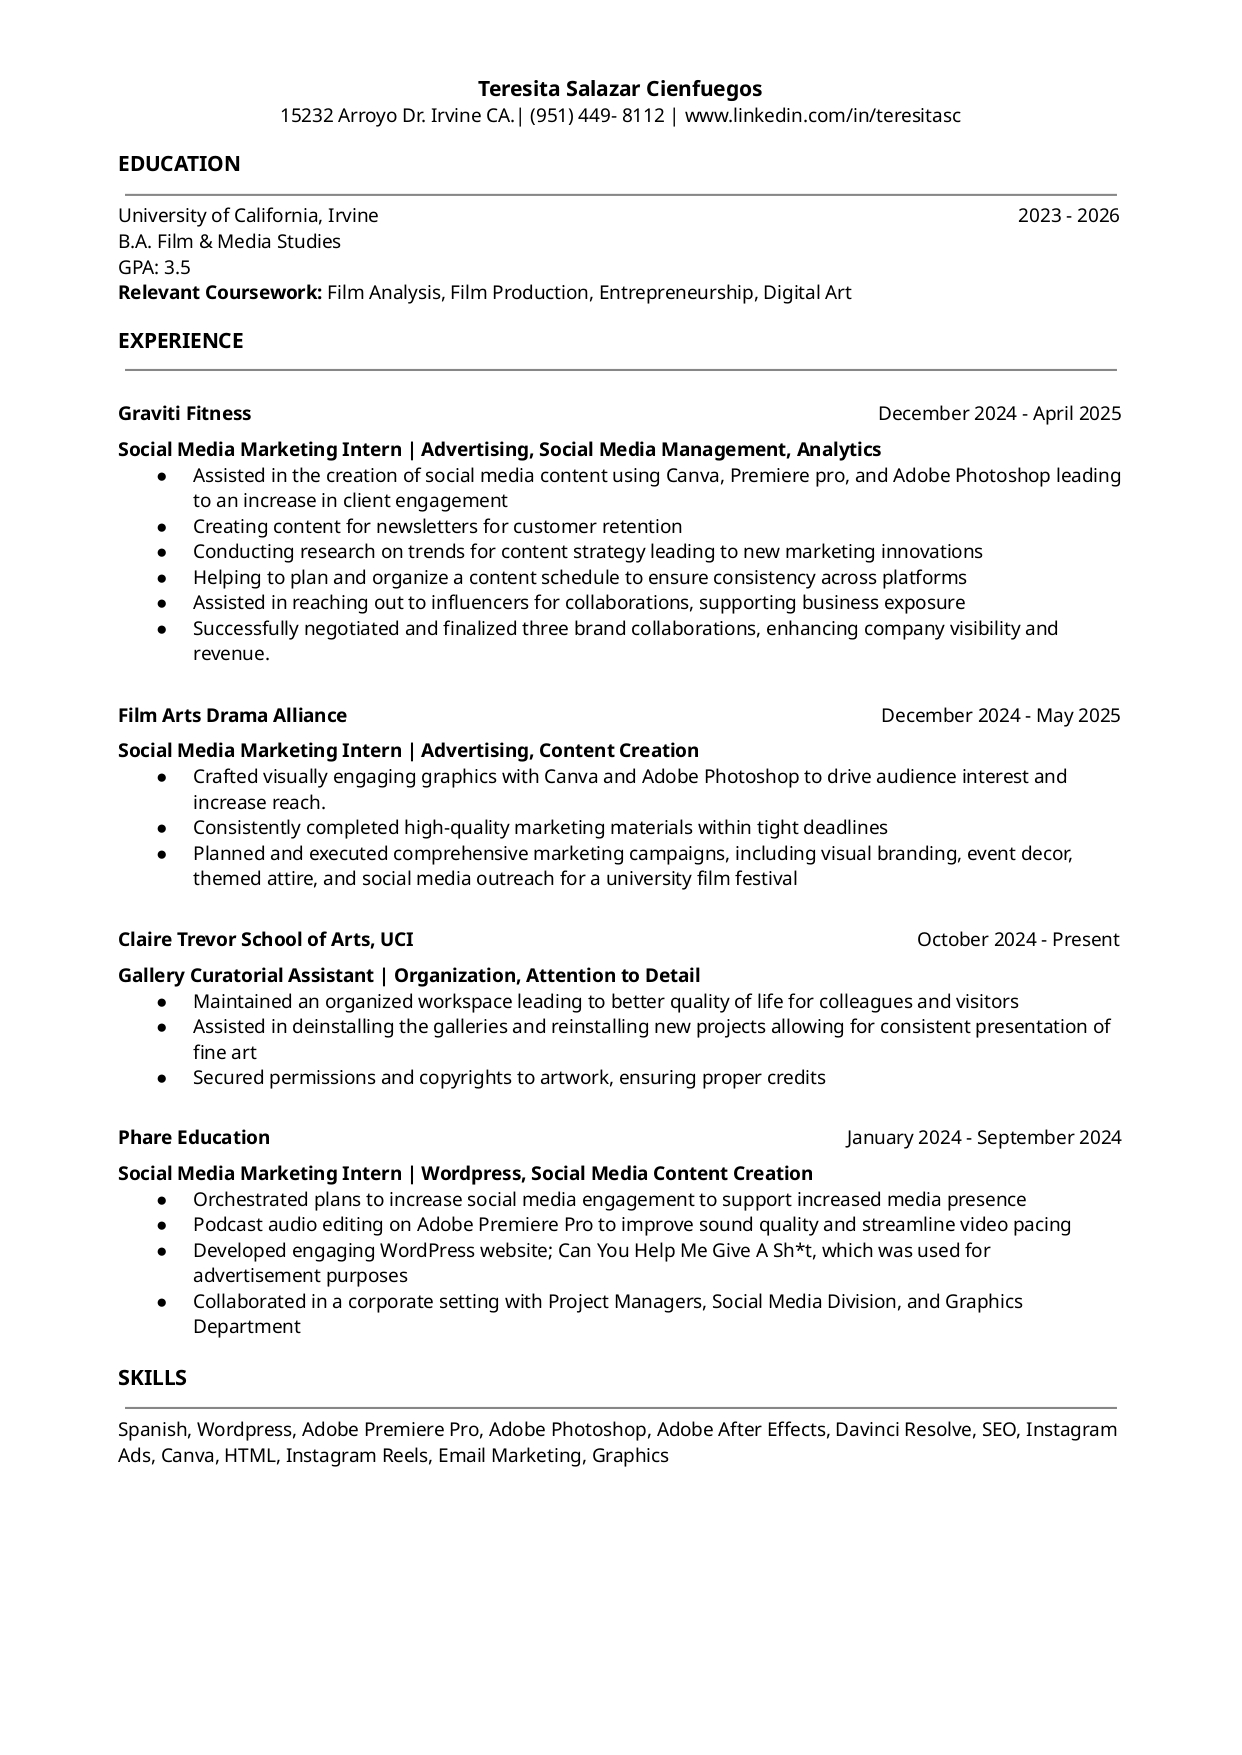 Teresita Salazar Cienfuegos
15232 Arroyo Dr. Irvine CA.| (951) 449- 8112 | www.linkedin.com/in/teresitasc
EDUCATION
University of California, Irvine 2023 - 2026
B.A. Film & Media Studies
GPA: 3.5
Relevant Coursework: Film Analysis, Film Production, Entrepreneurship, Digital Art
EXPERIENCE
Graviti Fitness December 2024 - April 2025
Social Media Marketing Intern | Advertising, Social Media Management, Analytics
● Assisted in the creation of social media content using Canva, Premiere pro, and Adobe Photoshop leading
to an increase in client engagement
● Creating content for newsletters for customer retention
● Conducting research on trends for content strategy leading to new marketing innovations
● Helping to plan and organize a content schedule to ensure consistency across platforms
● Assisted in reaching out to influencers for collaborations, supporting business exposure
● Successfully negotiated and finalized three brand collaborations, enhancing company visibility and
revenue.
Film Arts Drama Alliance December 2024 - May 2025
Social Media Marketing Intern | Advertising, Content Creation
● Crafted visually engaging graphics with Canva and Adobe Photoshop to drive audience interest and
increase reach.
● Consistently completed high-quality marketing materials within tight deadlines
● Planned and executed comprehensive marketing campaigns, including visual branding, event decor,
themed attire, and social media outreach for a university film festival
Claire Trevor School of Arts, UCI October 2024 - Present
Gallery Curatorial Assistant | Organization, Attention to Detail
● Maintained an organized workspace leading to better quality of life for colleagues and visitors
● Assisted in deinstalling the galleries and reinstalling new projects allowing for consistent presentation of
fine art
● Secured permissions and copyrights to artwork, ensuring proper credits
Phare Education January 2024 - September 2024
Social Media Marketing Intern | Wordpress, Social Media Content Creation
● Orchestrated plans to increase social media engagement to support increased media presence
● Podcast audio editing on Adobe Premiere Pro to improve sound quality and streamline video pacing
● Developed engaging WordPress website; Can You Help Me Give A Sh*t, which was used for
advertisement purposes
● Collaborated in a corporate setting with Project Managers, Social Media Division, and Graphics
Department
SKILLS
Spanish, Wordpress, Adobe Premiere Pro, Adobe Photoshop, Adobe After Effects, Davinci Resolve, SEO, Instagram
Ads, Canva, HTML, Instagram Reels, Email Marketing, Graphics